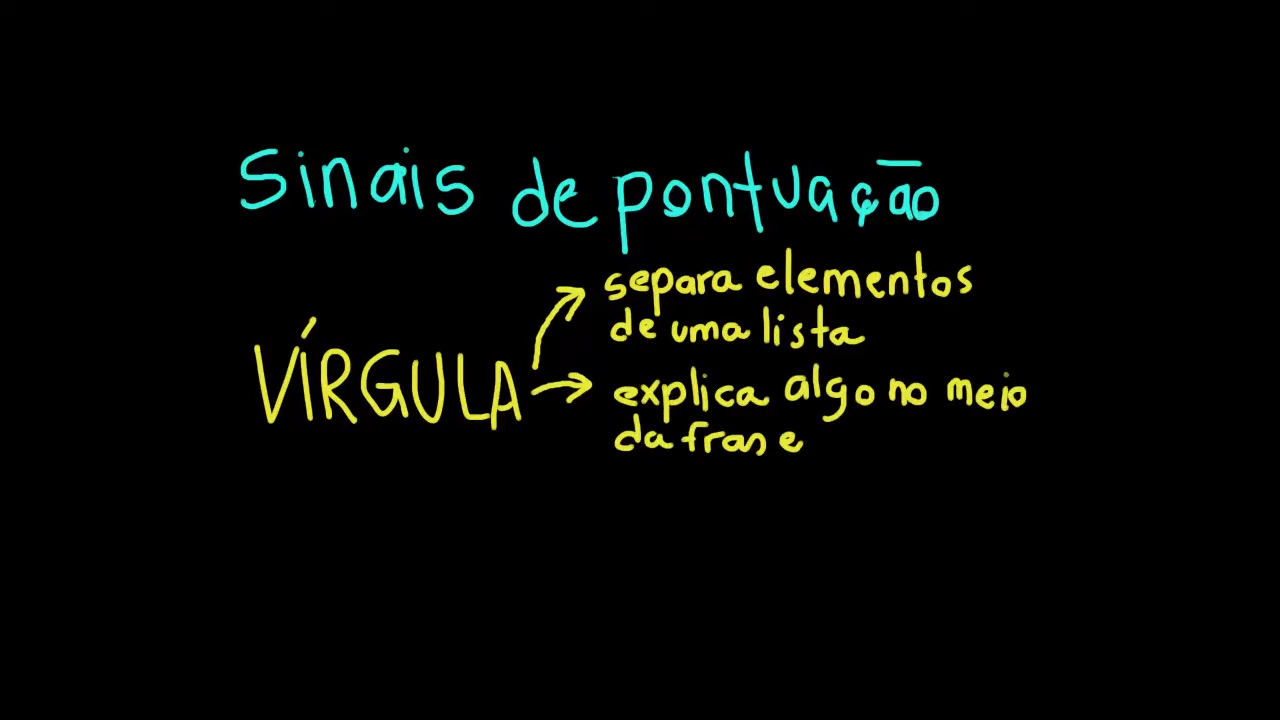 Sinais de pontuação
VÍRGULA
separa elementos
de uma lista
explica algo no meio
da frase